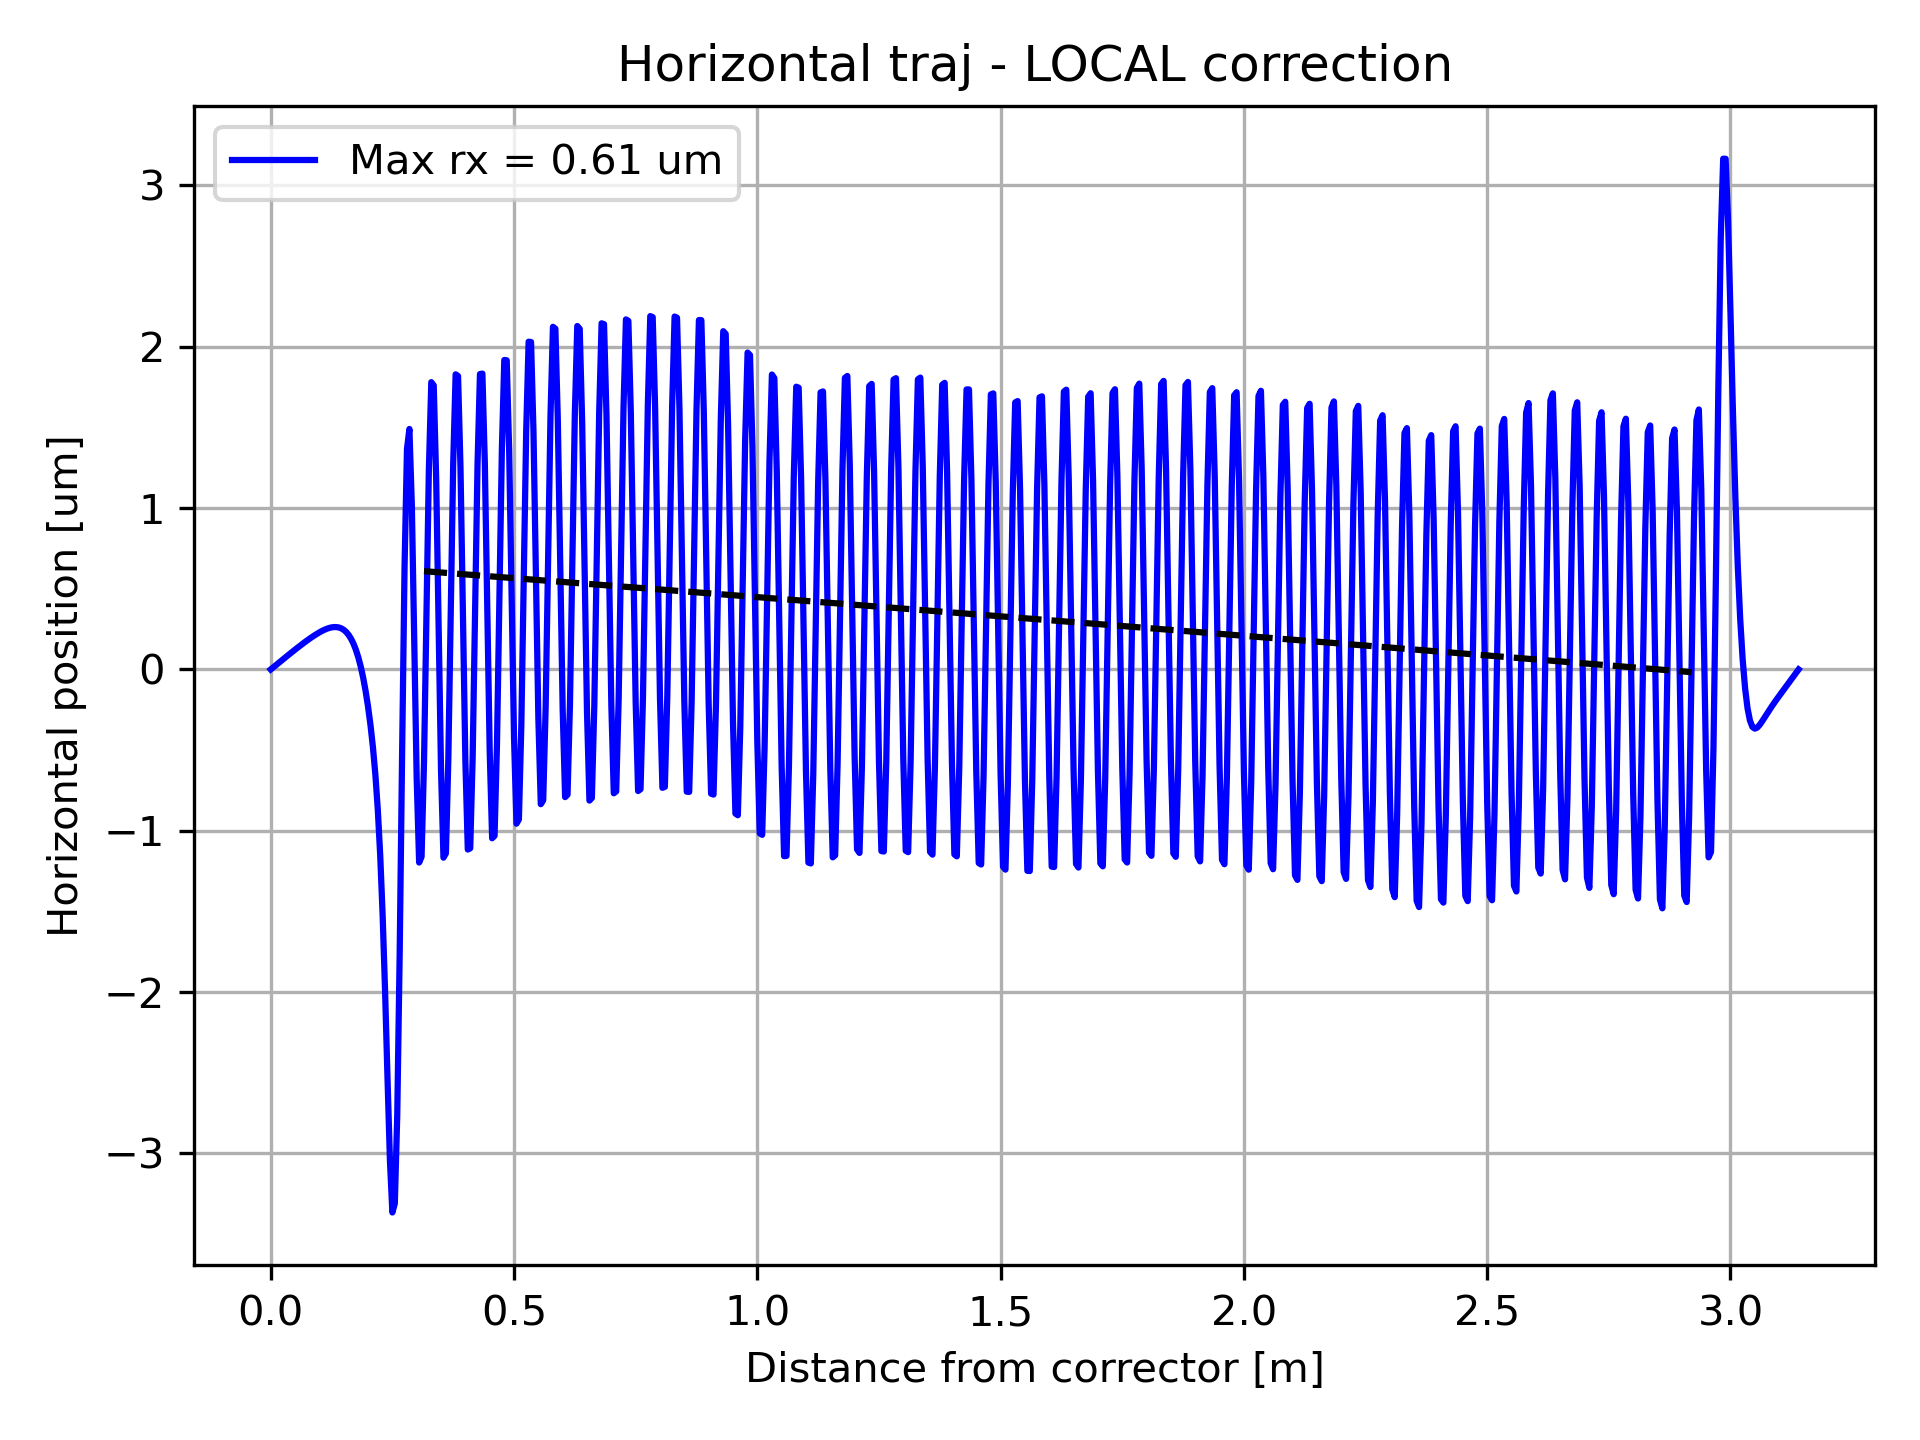 Horizontal traj - LOCAL correction
Max rx = 0.61 um
Horizontal position [um]
3
2
1
0
−1
−2
−3
0.0 0.5 1.0 1.5 2.0 2.5 3.0
Distance from corrector [m]